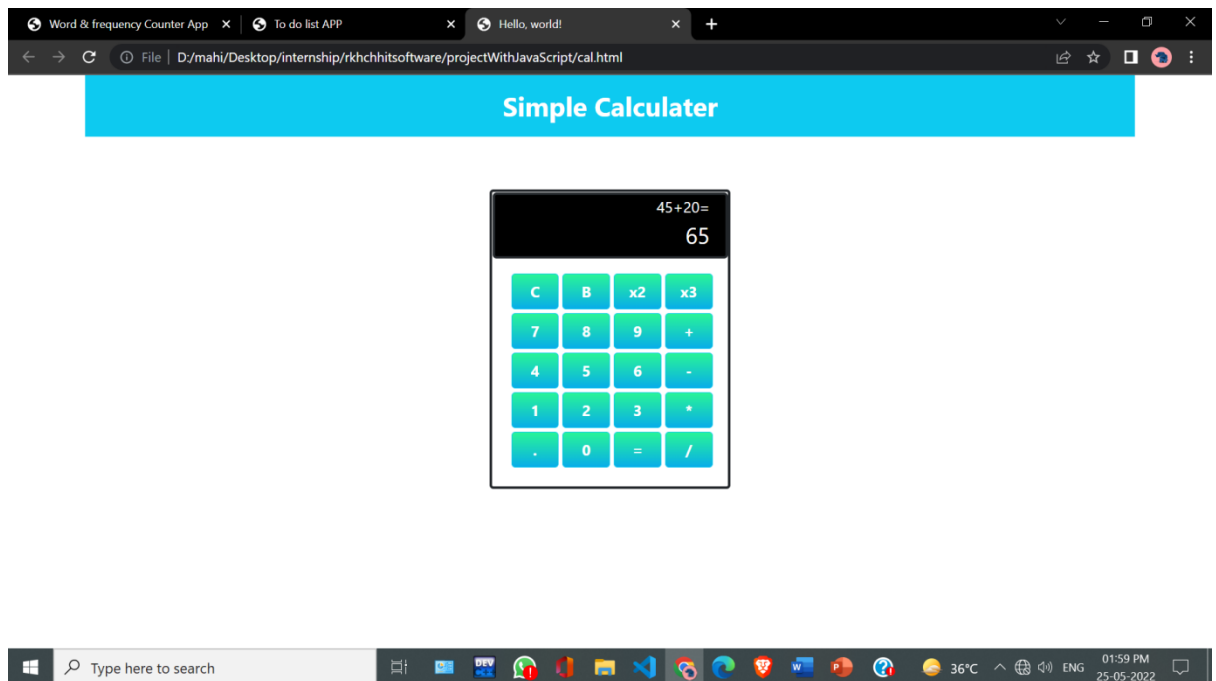 Word & frequency Counter App
To do list APP
Hello, world!
File | D:/mahi/Desktop/internship/rkhchhitsoftware/projectWithJavaScript/cal.html
Simple Calculater
45+20=
65
C B x2 x3
7 8 9 +
4 5 6 -
1 2 3 *
. 0 = /
Type here to search
DEV
36°C
ENG
01:59 PM
25-05-2022